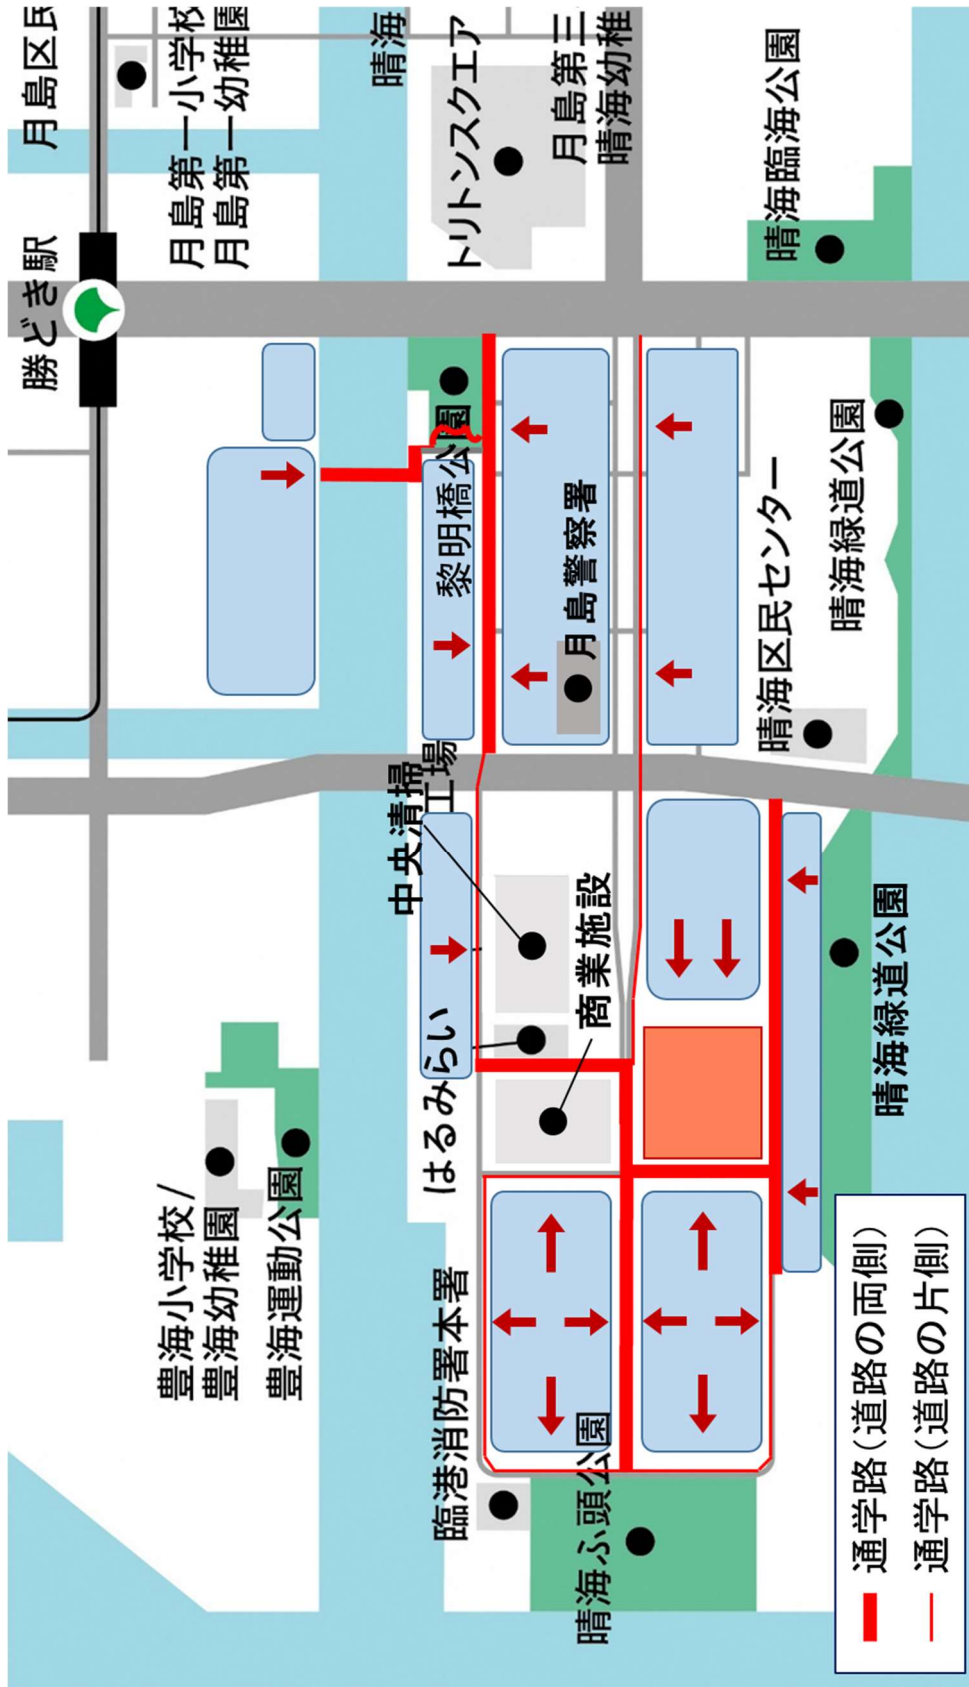 月島区民
勝どき駅
月島第一小学校
月島第一幼稚園
晴海
トリトンスクエア
月島第三
晴海幼稚
晴海臨海公園
黎明橋公園
月島警察署
晴海区民センター
晴海緑道公園
中央清掃
工場
はるみらい
商業施設
晴海緑道公園
豊海小学校/
豊海幼稚園
豊海運動公園
臨港消防署本署
晴海ふ頭公園
通学路(道路の両側)
通学路(道路の片側)